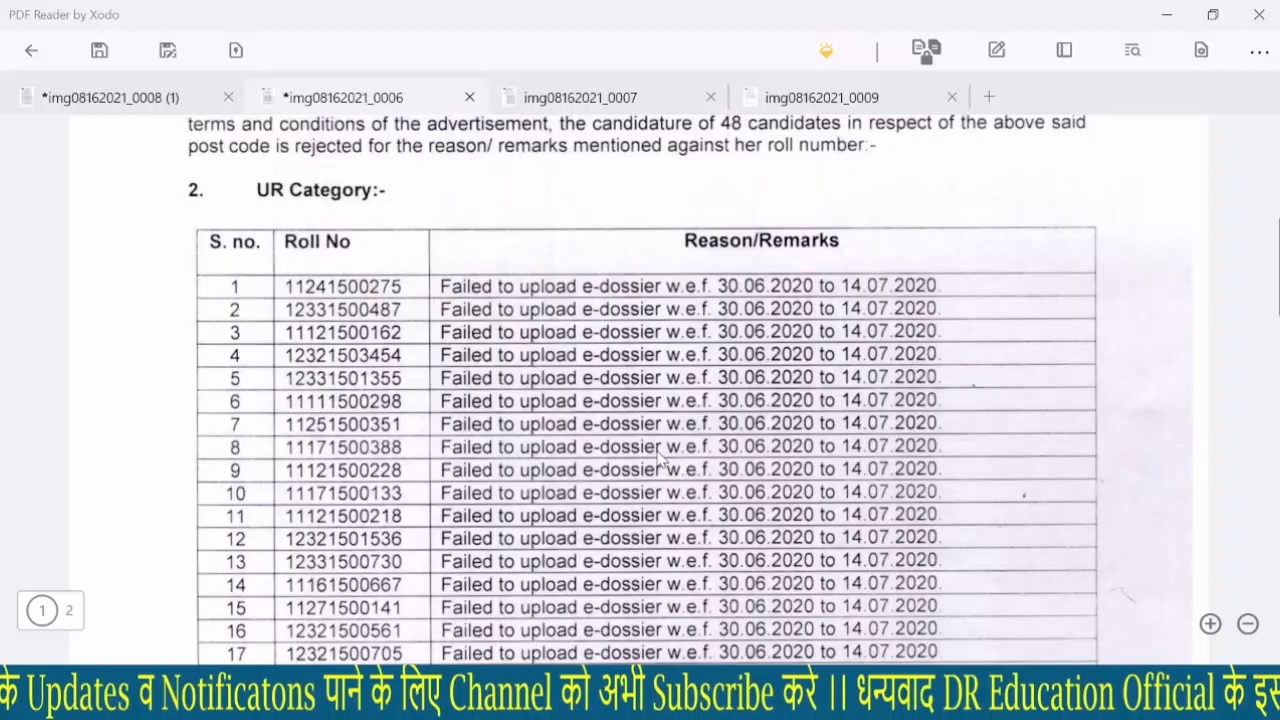 PDF Reader by Xodo
*img08162021_0008 (1)
*img08162021_0006
img08162021_0007
img08162021_0009
terms and conditions of the advertisement, the candidature of 48 candidates in respect of the above said
post code is rejected for the reason/ remarks mentioned against her roll number:-
2. UR Category:-
S. no. Roll No Reason/Remarks
1 11241500275 Failed to upload e-dossier w.e.f. 30.06.2020 to 14.07.2020.
2 12331500487 Failed to upload e-dossier w.e.f. 30.06.2020 to 14.07.2020.
3 11121500162 Failed to upload e-dossier w.e.f. 30.06.2020 to 14.07.2020.
4 12321503454 Failed to upload e-dossier w.e.f. 30.06.2020 to 14.07.2020.
5 12331501355 Failed to upload e-dossier w.e.f. 30.06.2020 to 14.07.2020.
6 11111500298 Failed to upload e-dossier w.e.f. 30.06.2020 to 14.07.2020.
7 11251500351 Failed to upload e-dossier w.e.f. 30.06.2020 to 14.07.2020.
8 11171500388 Failed to upload e-dossier w.e.f. 30.06.2020 to 14.07.2020.
9 11121500228 Failed to upload e-dossier w.e.f. 30.06.2020 to 14.07.2020.
10 11171500133 Failed to upload e-dossier w.e.f. 30.06.2020 to 14.07.2020.
11 11121500218 Failed to upload e-dossier w.e.f. 30.06.2020 to 14.07.2020.
12 12321501536 Failed to upload e-dossier w.e.f. 30.06.2020 to 14.07.2020.
13 12331500730 Failed to upload e-dossier w.e.f. 30.06.2020 to 14.07.2020.
14 11161500667 Failed to upload e-dossier w.e.f. 30.06.2020 to 14.07.2020.
15 11271500141 Failed to upload e-dossier w.e.f. 30.06.2020 to 14.07.2020.
16 12321500561 Failed to upload e-dossier w.e.f. 30.06.2020 to 14.07.2020.
17 12321500705 Failed to upload e-dossier w.e.f. 30.06.2020 to 14.07.2020.
1 2
के Updates व Notificatons पाने के लिए Channel को अभी Subscribe करे ।। धन्यवाद DR Education Official के इस